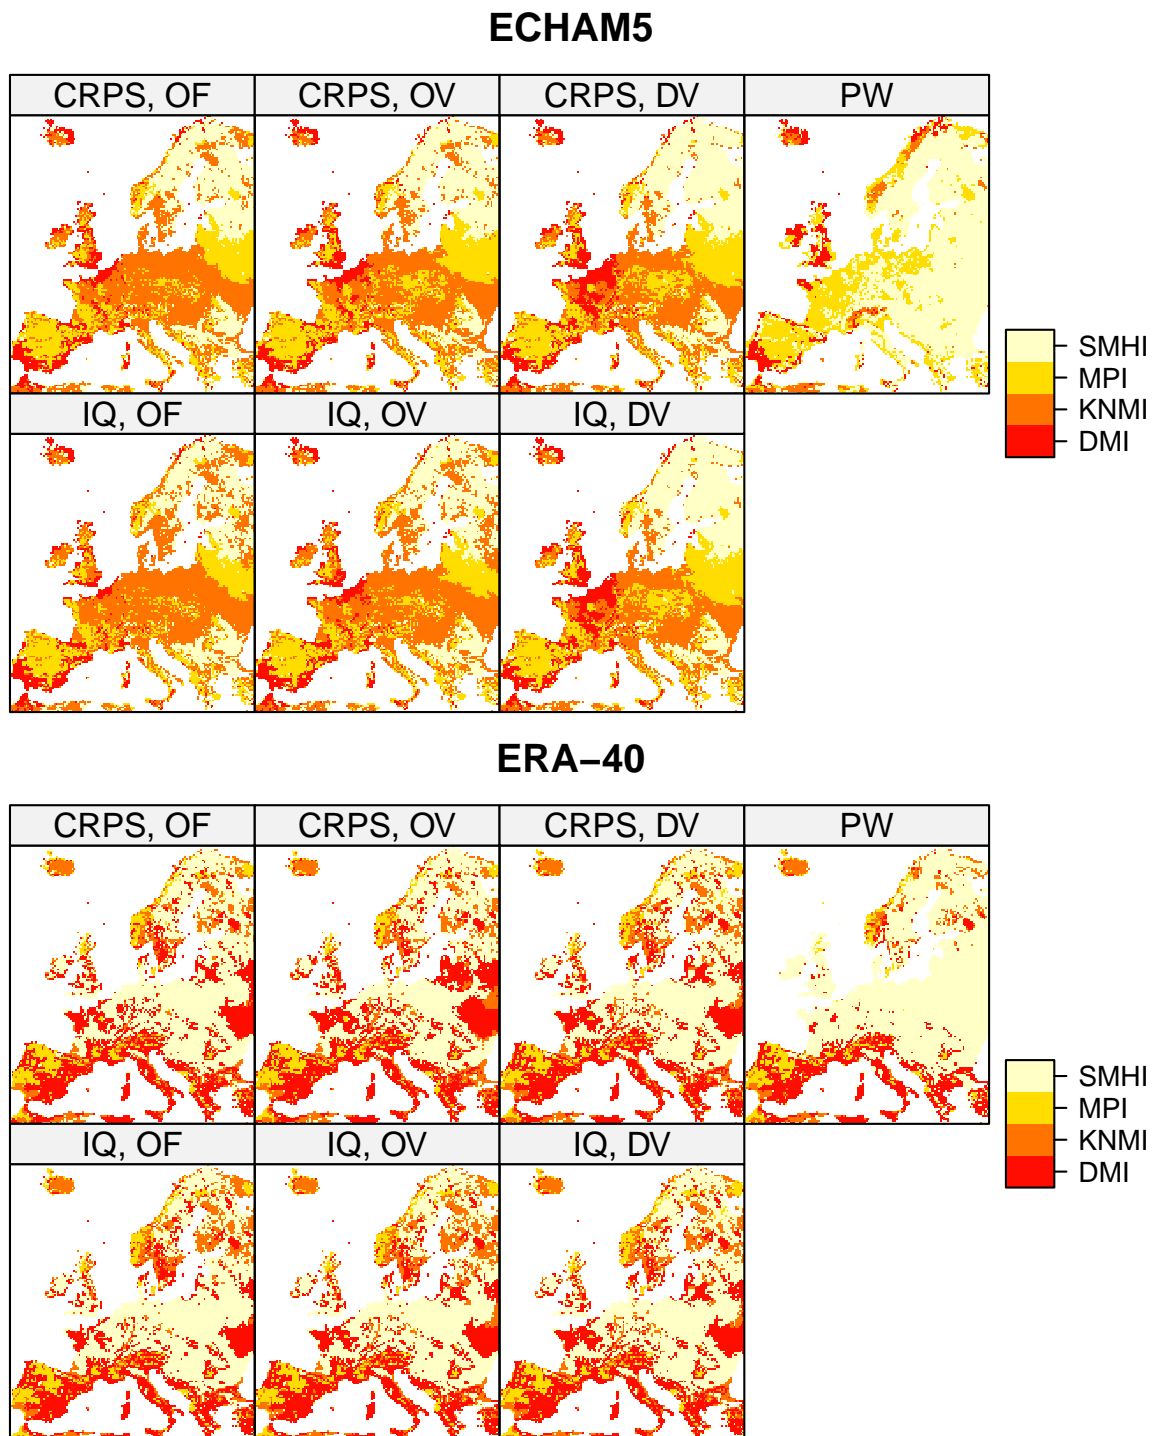 ECHAM5
CRPS, OF
CRPS, OV
CRPS, DV
PW
IQ, OF
IQ, OV
IQ, DV
SMHI
MPI
KNMI
DMI
ERA−40
CRPS, OF
CRPS, OV
CRPS, DV
PW
IQ, OF
IQ, OV
IQ, DV
SMHI
MPI
KNMI
DMI